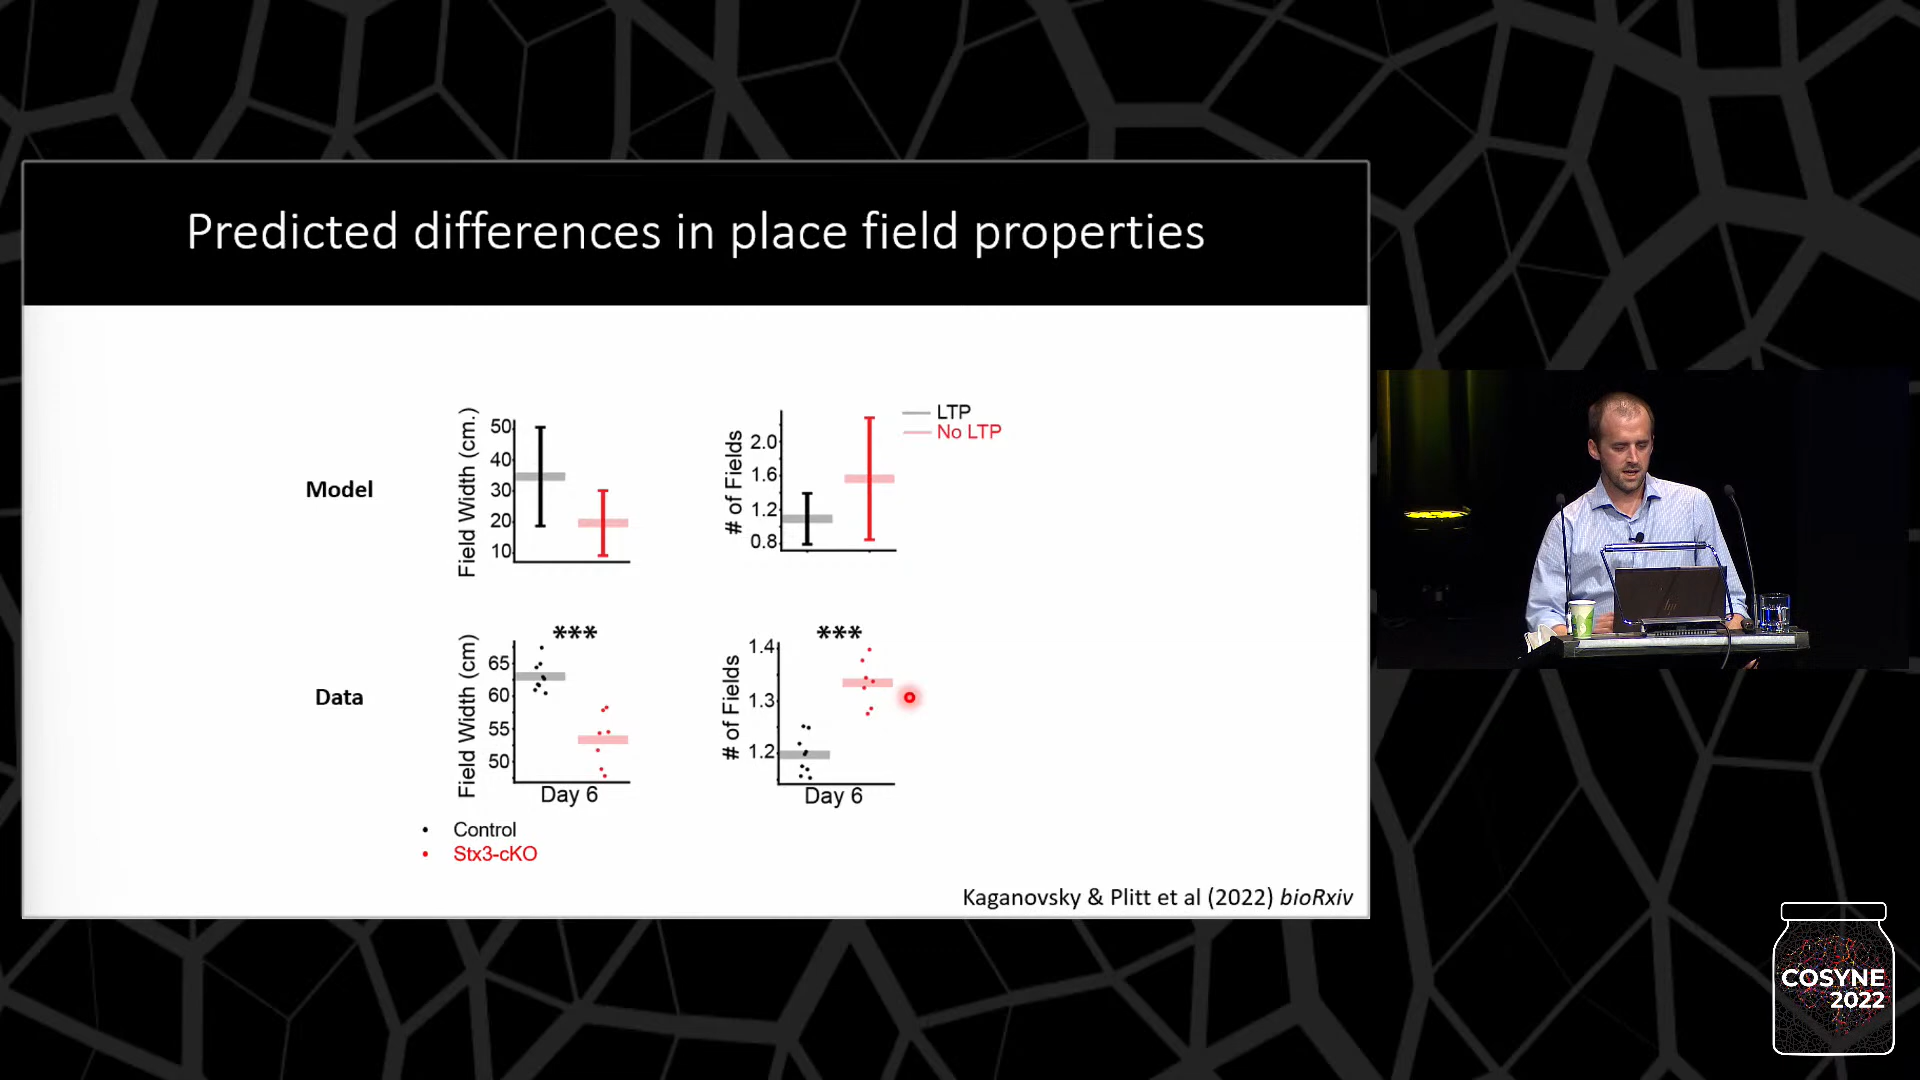 Predicted differences in place field properties
Model
Field Width (cm.)
50
40
30
20
10
# of Fields
2.0
1.6
1.2
0.8
LTP
No LTP
Data
Field Width (cm)
65
60
55
50
***
Day 6
# of Fields
1.4
1.3
1.2
***
Day 6
• Control
• Stx3-cKO
Kaganovsky & Plitt et al (2022) bioRxiv
hp
COSYNE
2022